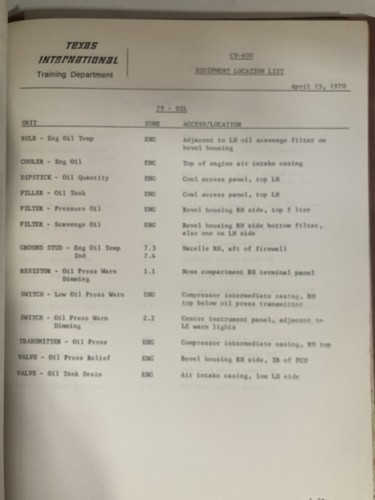 TEXAS
INTERNATIONAL
Training Department
CV-600
EQUIPMENT LOCATION LIST
April 15, 1970
79 - OIL
UNIT ZONE ACCESS/LOCATION
BULB - Eng Oil Temp ENG Adjacent to LH oil scavenge filter on
bevel housing
COOLER - Eng Oil ENG Top of engine air intake casing
DIPSTICK - Oil Quantity ENG Cowl access panel, top LH
FILLER - Oil Tank ENG Cowl access panel, top LH
FILTER - Pressure Oil ENG Bevel housing RH side, top f lter
FILTER - Scavenge Oil ENG Bevel housing RH side bottom filter,
also one on LH side
GROUND STUD - Eng Oil Temp 7.3 Nacelle RH, aft of firewall
Ind 7.4
RESISTOR - Oil Press Warn 1.1 Nose compartment RH terminal panel
Dimming
SWITCH - Low Oil Press Warn ENG Compressor intermediate casing, RH
top below oil press transmitter
SWITCH - Oil Press Warn 2.2 Center instrument panel, adjacent to
Dimming LG warn lights
TRANSMITTER - Oil Press ENG Compressor intermediate casing, RH top
VALVE - Oil Press Relief ENG Bevel housing RH side, IB of PCU
VALVE - Oil Tank Drain ENG Air intake casing, low LH side